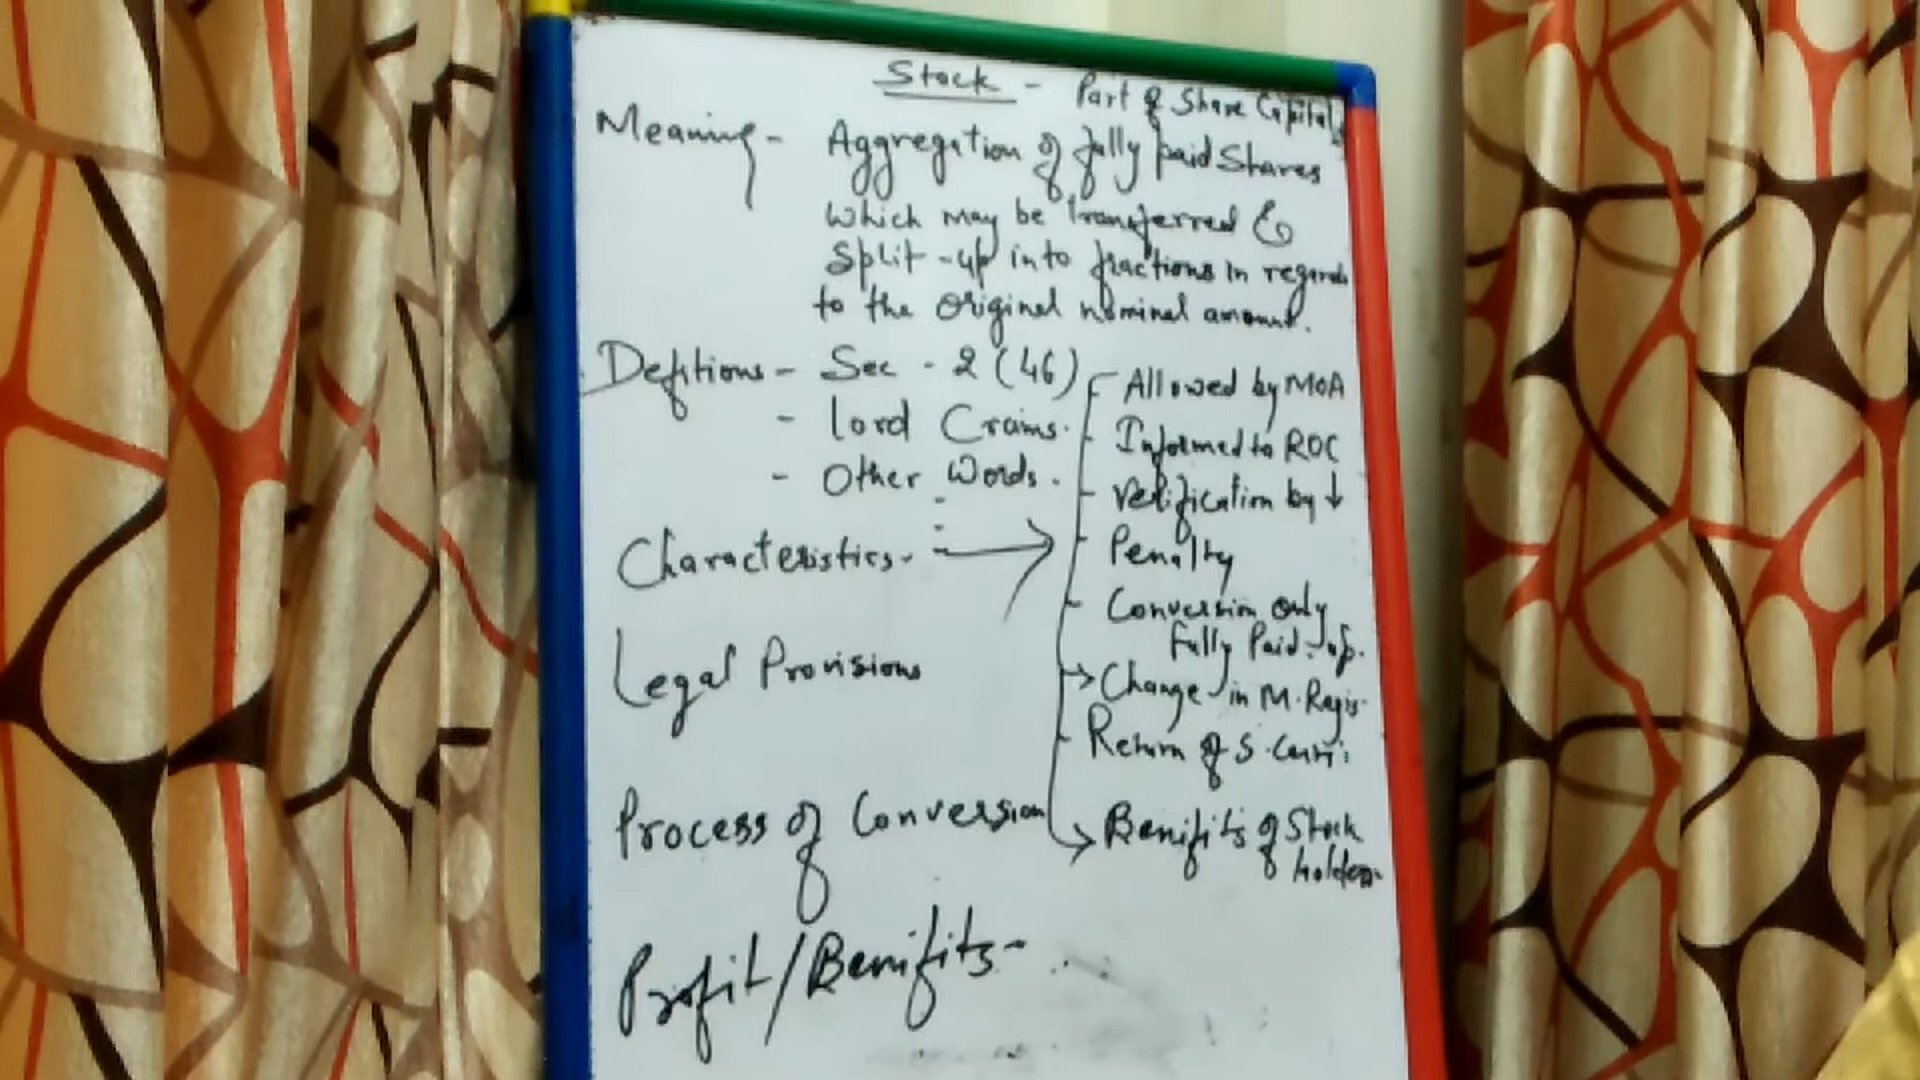 Stock - Part of Share Capital
Meaning - Aggregation of fully paid Shares
which may be transferred &
Split-up into fractions in regards
to the original nominal amount.
Defitions - Sec - 2 (46)
- Lord Crams.
- Other Words.
Characteristics.
Legal Provisions
Process of Conversion
Profit/Benifits-
Allowed by MOA
Informed to ROC
Verification by ↓
Penalty
Conversion only
fully Paid-up.
Change in M. Regis.
Return of S. Certi:
Benifits of Stock
holders.